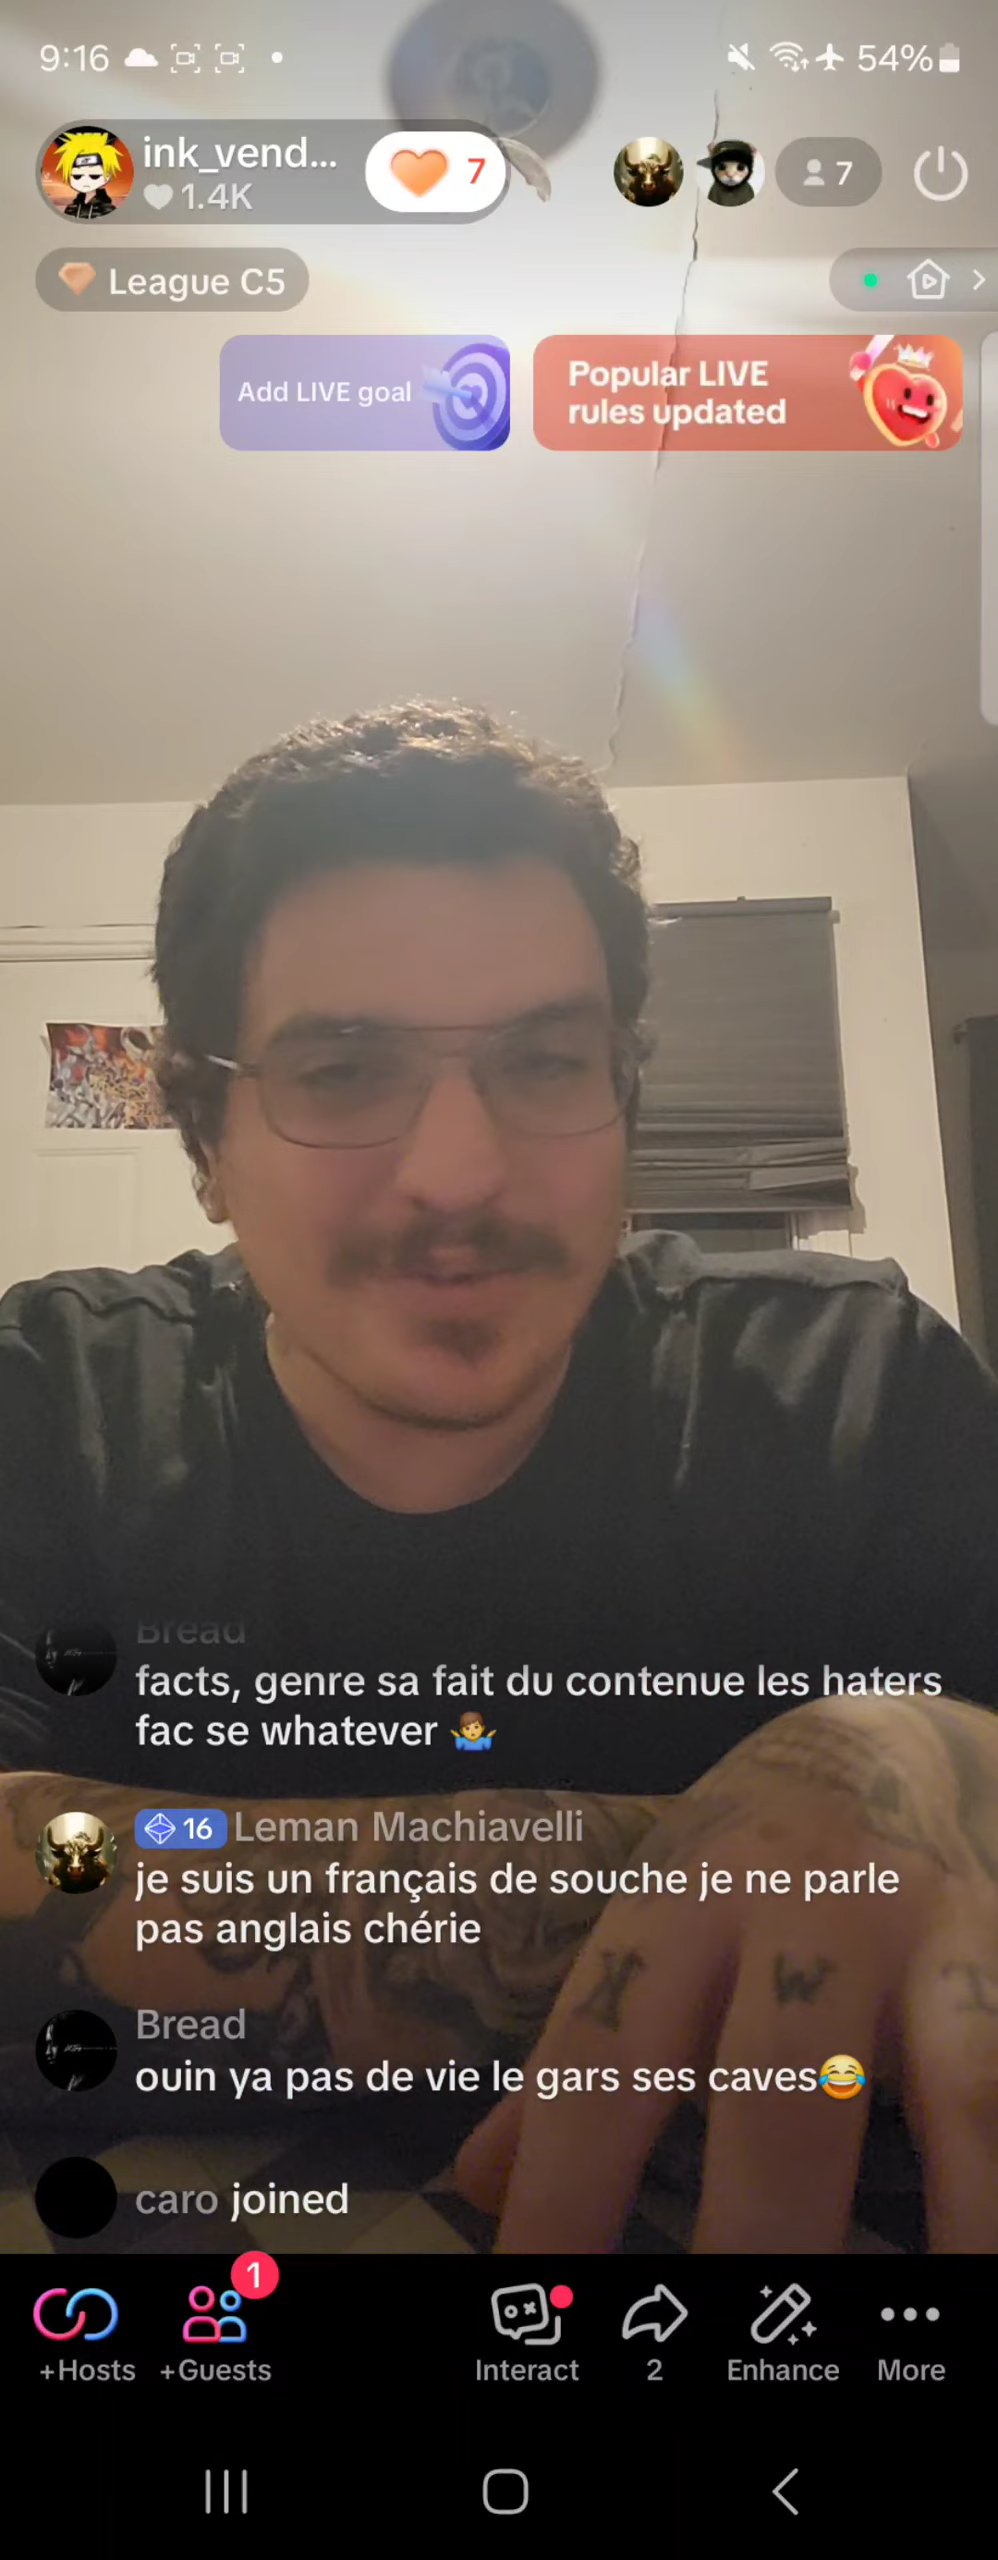 9:16
54%
ink_vend...
1.4K
7
7
League C5
Add LIVE goal
Popular LIVE
rules updated
Bread
facts, genre sa fait du contenue les haters
fac se whatever 🤷‍♂️
16 Leman Machiavelli
je suis un français de souche je ne parle
pas anglais chérie
Bread
ouin ya pas de vie le gars ses caves😂
caro joined
1
+Hosts
+Guests
Interact
2
Enhance
More